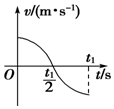 v/(m·s⁻¹)
t₁
O
t₁/2
t/s